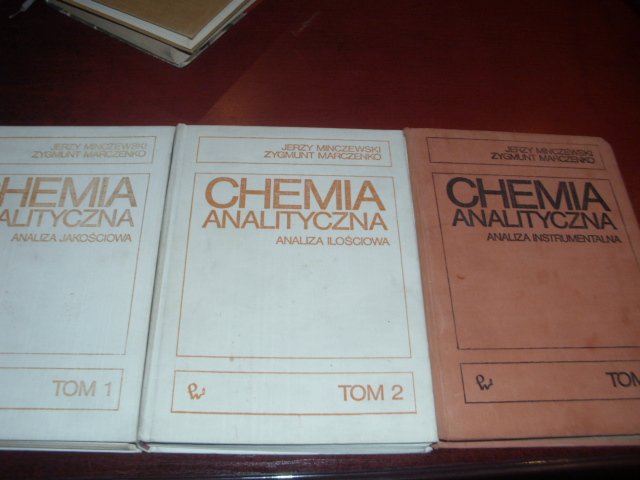 JERZY MINCZEWSKI
ZYGMUNT MARCZENKO
HEMIA
ALITYCZNA
ANALIZA JAKOŚCIOWA
TOM 1
JERZY MINCZEWSKI
ZYGMUNT MARCZENKO
CHEMIA
ANALITYCZNA
ANALIZA ILOŚCIOWA
TOM 2
JERZY MINCZEWSKI
ZYGMUNT MARCZENKO
CHEMIA
ANALITYCZNA
ANALIZA INSTRUMENTALNA
TOM